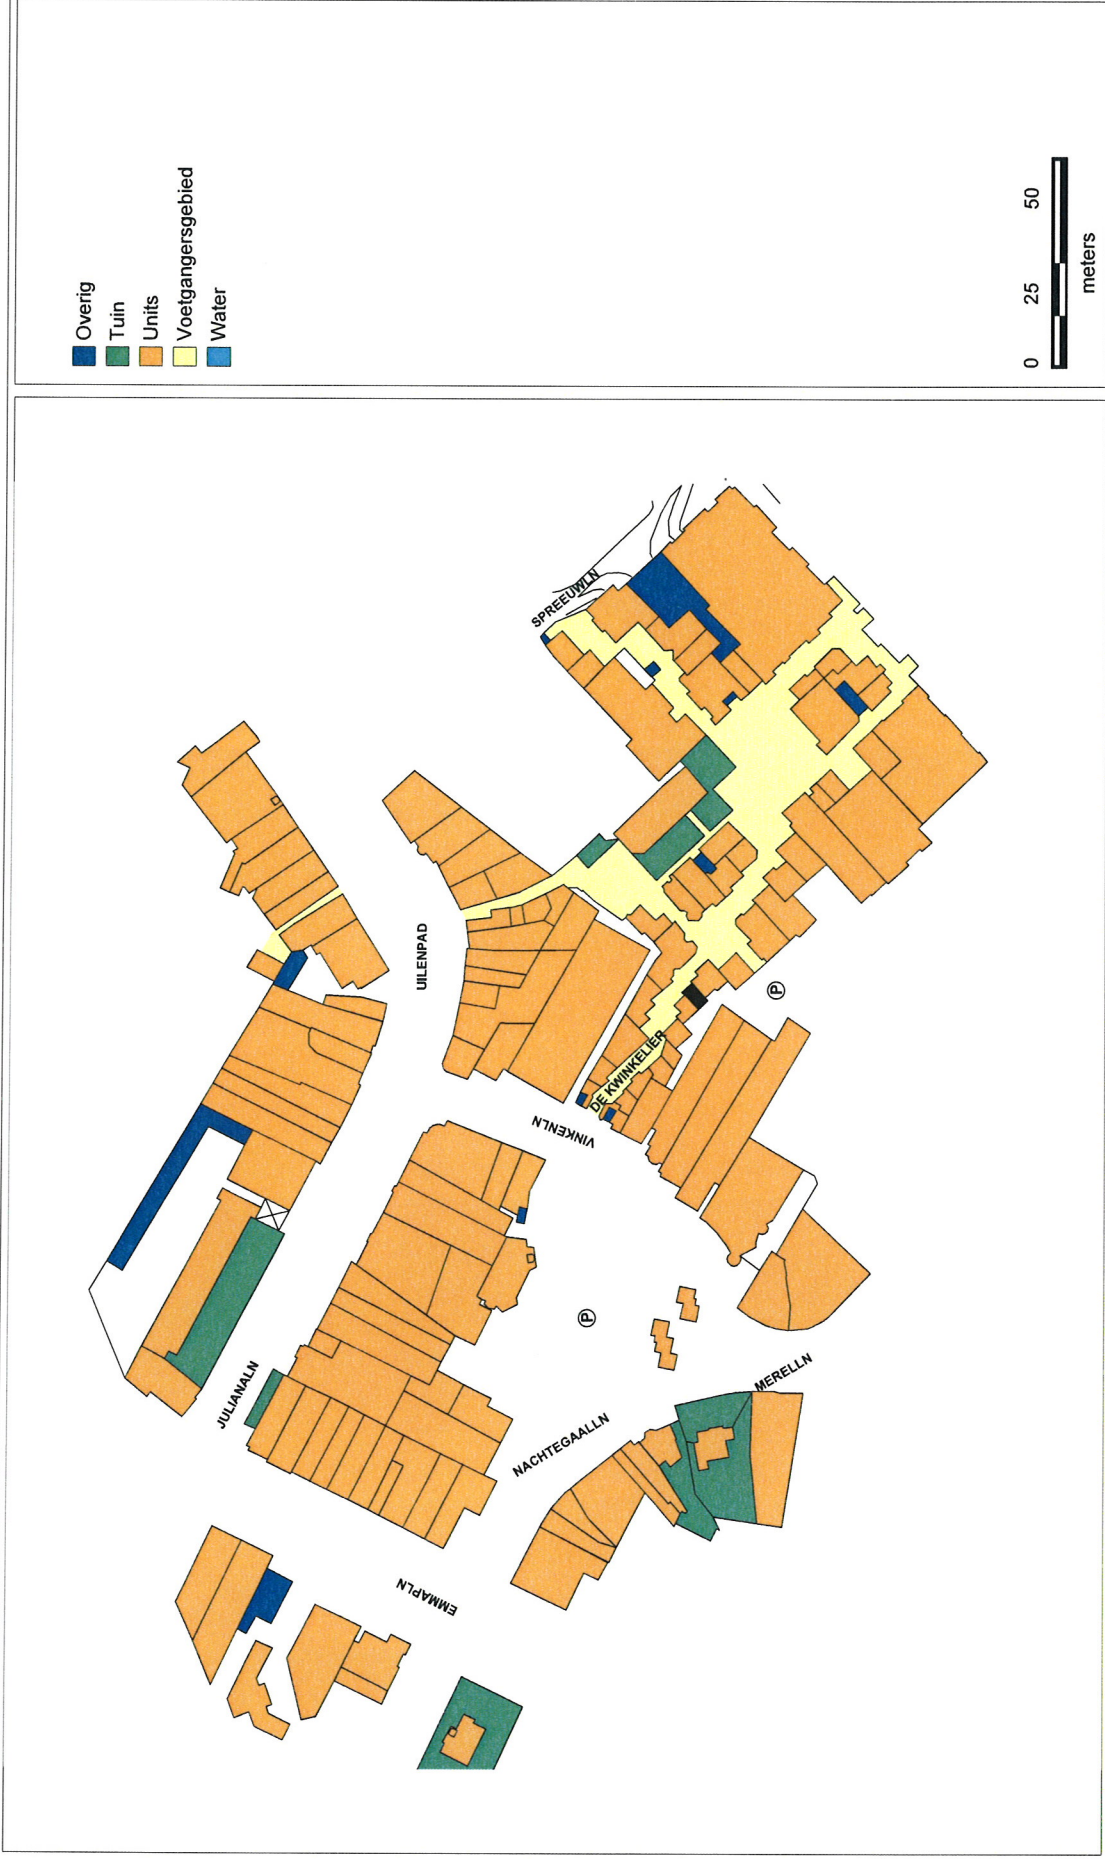 Overig
Tuin
Units
Voetgangersgebied
Water
0 25 50
meters
SPREEUWLN
UILENPAD
DE KWINKELIER
VINKENLN
P
P
JULIANALN
MERELLN
NACHTEGAALLN
EMMAPLN